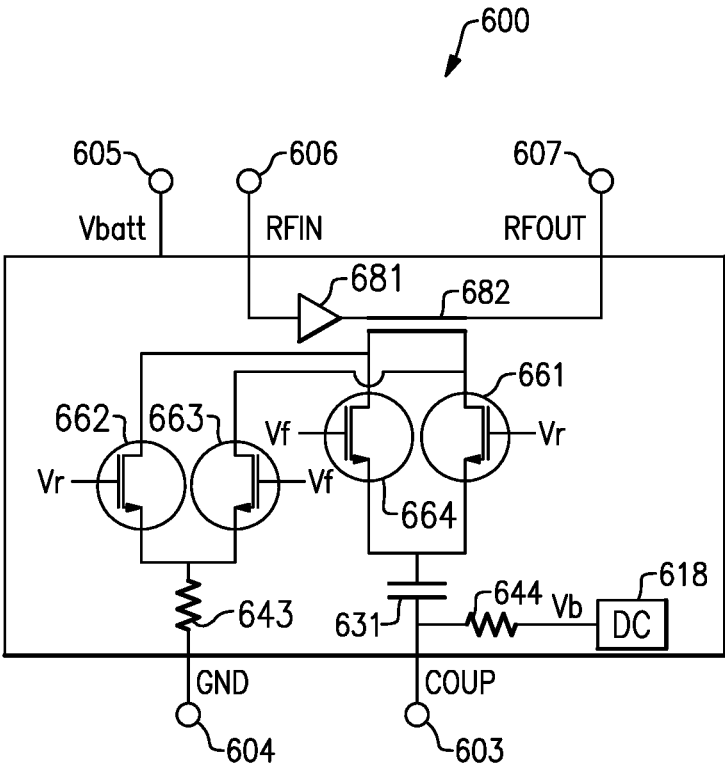 600
605
606
607
Vbatt
RFIN
RFOUT
681
682
662
663
661
Vf
Vr
Vr
Vf
664
643
631
644
Vb
618
DC
GND
COUP
604
603